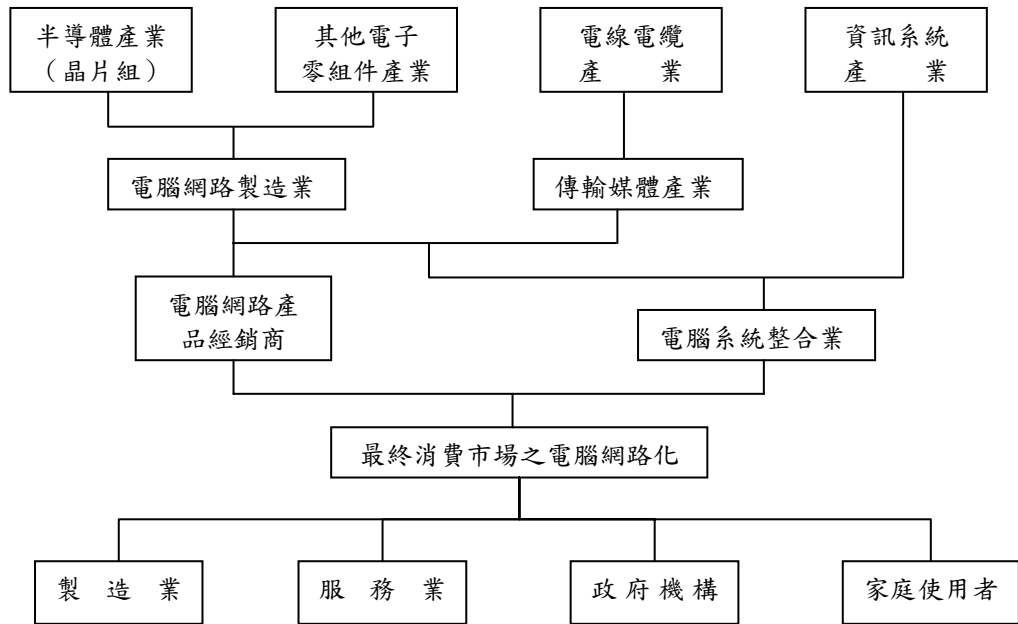 半導體產業
（晶片組）
其他電子
零組件產業
電線電纜
產業
資訊系統
產業
電腦網路製造業
傳輸媒體產業
電腦網路產
品經銷商
電腦系統整合業
最終消費市場之電腦網路化
製造業
服務業
政府機構
家庭使用者